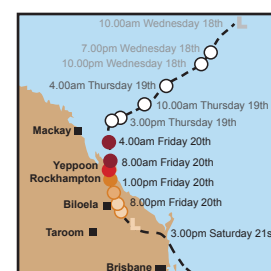 10.00am Wednesday 18th
7.00pm Wednesday 18th
10.00pm Wednesday 18th
4.00am Thursday 19th
10.00am Thursday 19th
3.00pm Thursday 19th
Mackay
4.00am Friday 20th
Yeppoon
8.00am Friday 20th
Rockhampton
1.00pm Friday 20th
Biloela
8.00pm Friday 20th
Taroom
3.00pm Saturday 21s
Brisbane
L
L